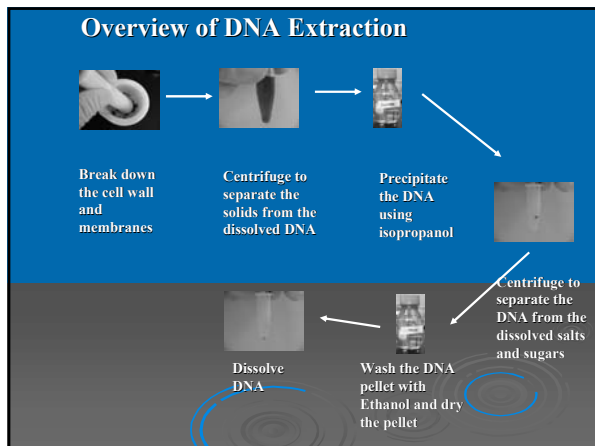 Overview of DNA Extraction
Break down
the cell wall
and
membranes
Centrifuge to
separate the
solids from the
dissolved DNA
Precipitate
the DNA
using
isopropanol
Centrifuge to
separate the
DNA from the
dissolved salts
and sugars
Wash the DNA
pellet with
Ethanol and dry
the pellet
Dissolve
DNA